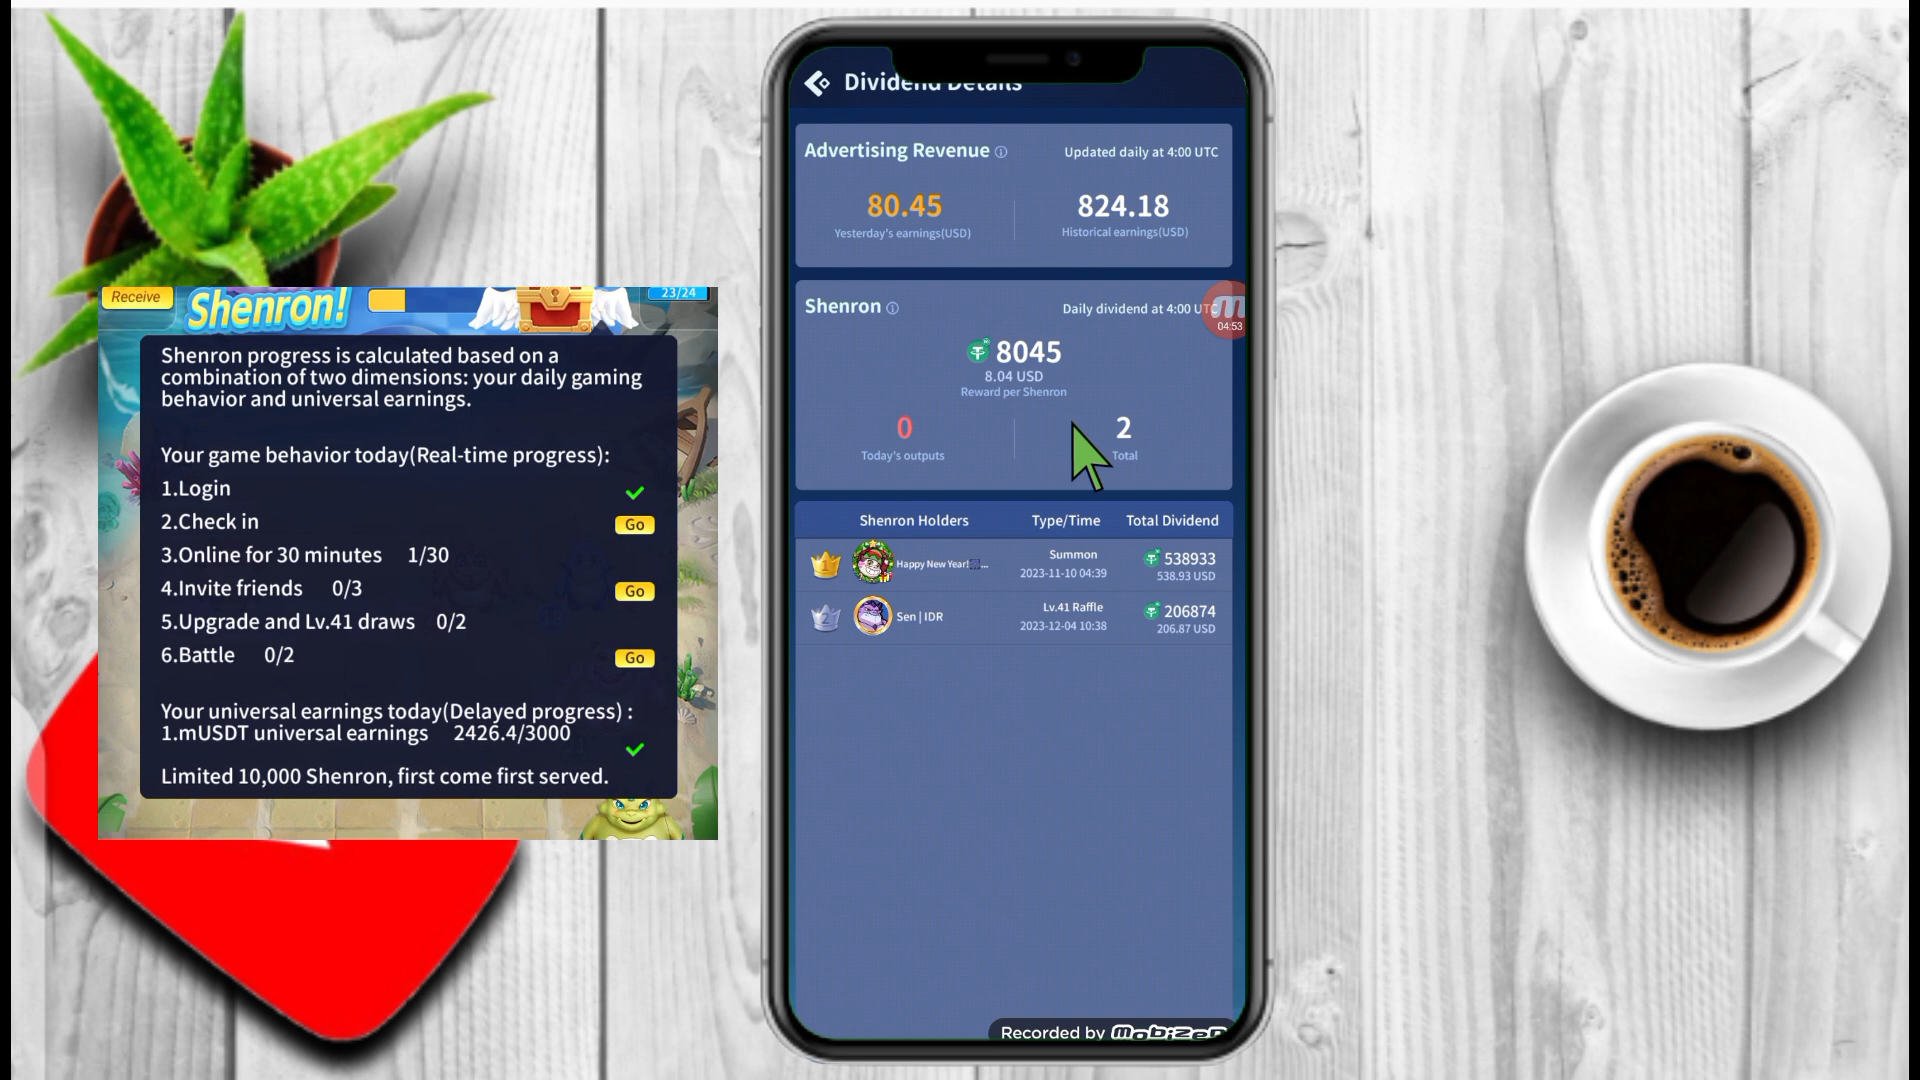 Receive
Shenron!
23/24
Shenron progress is calculated based on a
combination of two dimensions: your daily gaming
behavior and universal earnings.
Your game behavior today(Real-time progress):
1.Login
2.Check in Go
3.Online for 30 minutes 1/30
4.Invite friends 0/3 Go
5.Upgrade and Lv.41 draws 0/2
6.Battle 0/2 Go
Your universal earnings today(Delayed progress) :
1.mUSDT universal earnings 2426.4/3000
Limited 10,000 Shenron, first come first served.
Dividend Details
Advertising Revenue Updated daily at 4:00 UTC
80.45 824.18
Yesterday's earnings(USD) Historical earnings(USD)
Shenron Daily dividend at 4:00 UTC
04:53
8045
8.04 USD
Reward per Shenron
0 2
Today's outputs Total
Shenron Holders Type/Time Total Dividend
1 Happy New Year!... Summon 538933
2023-11-10 04:39 538.93 USD
2 Sen | IDR Lv.41 Raffle 206874
2023-12-04 10:38 206.87 USD
Recorded by mobizen